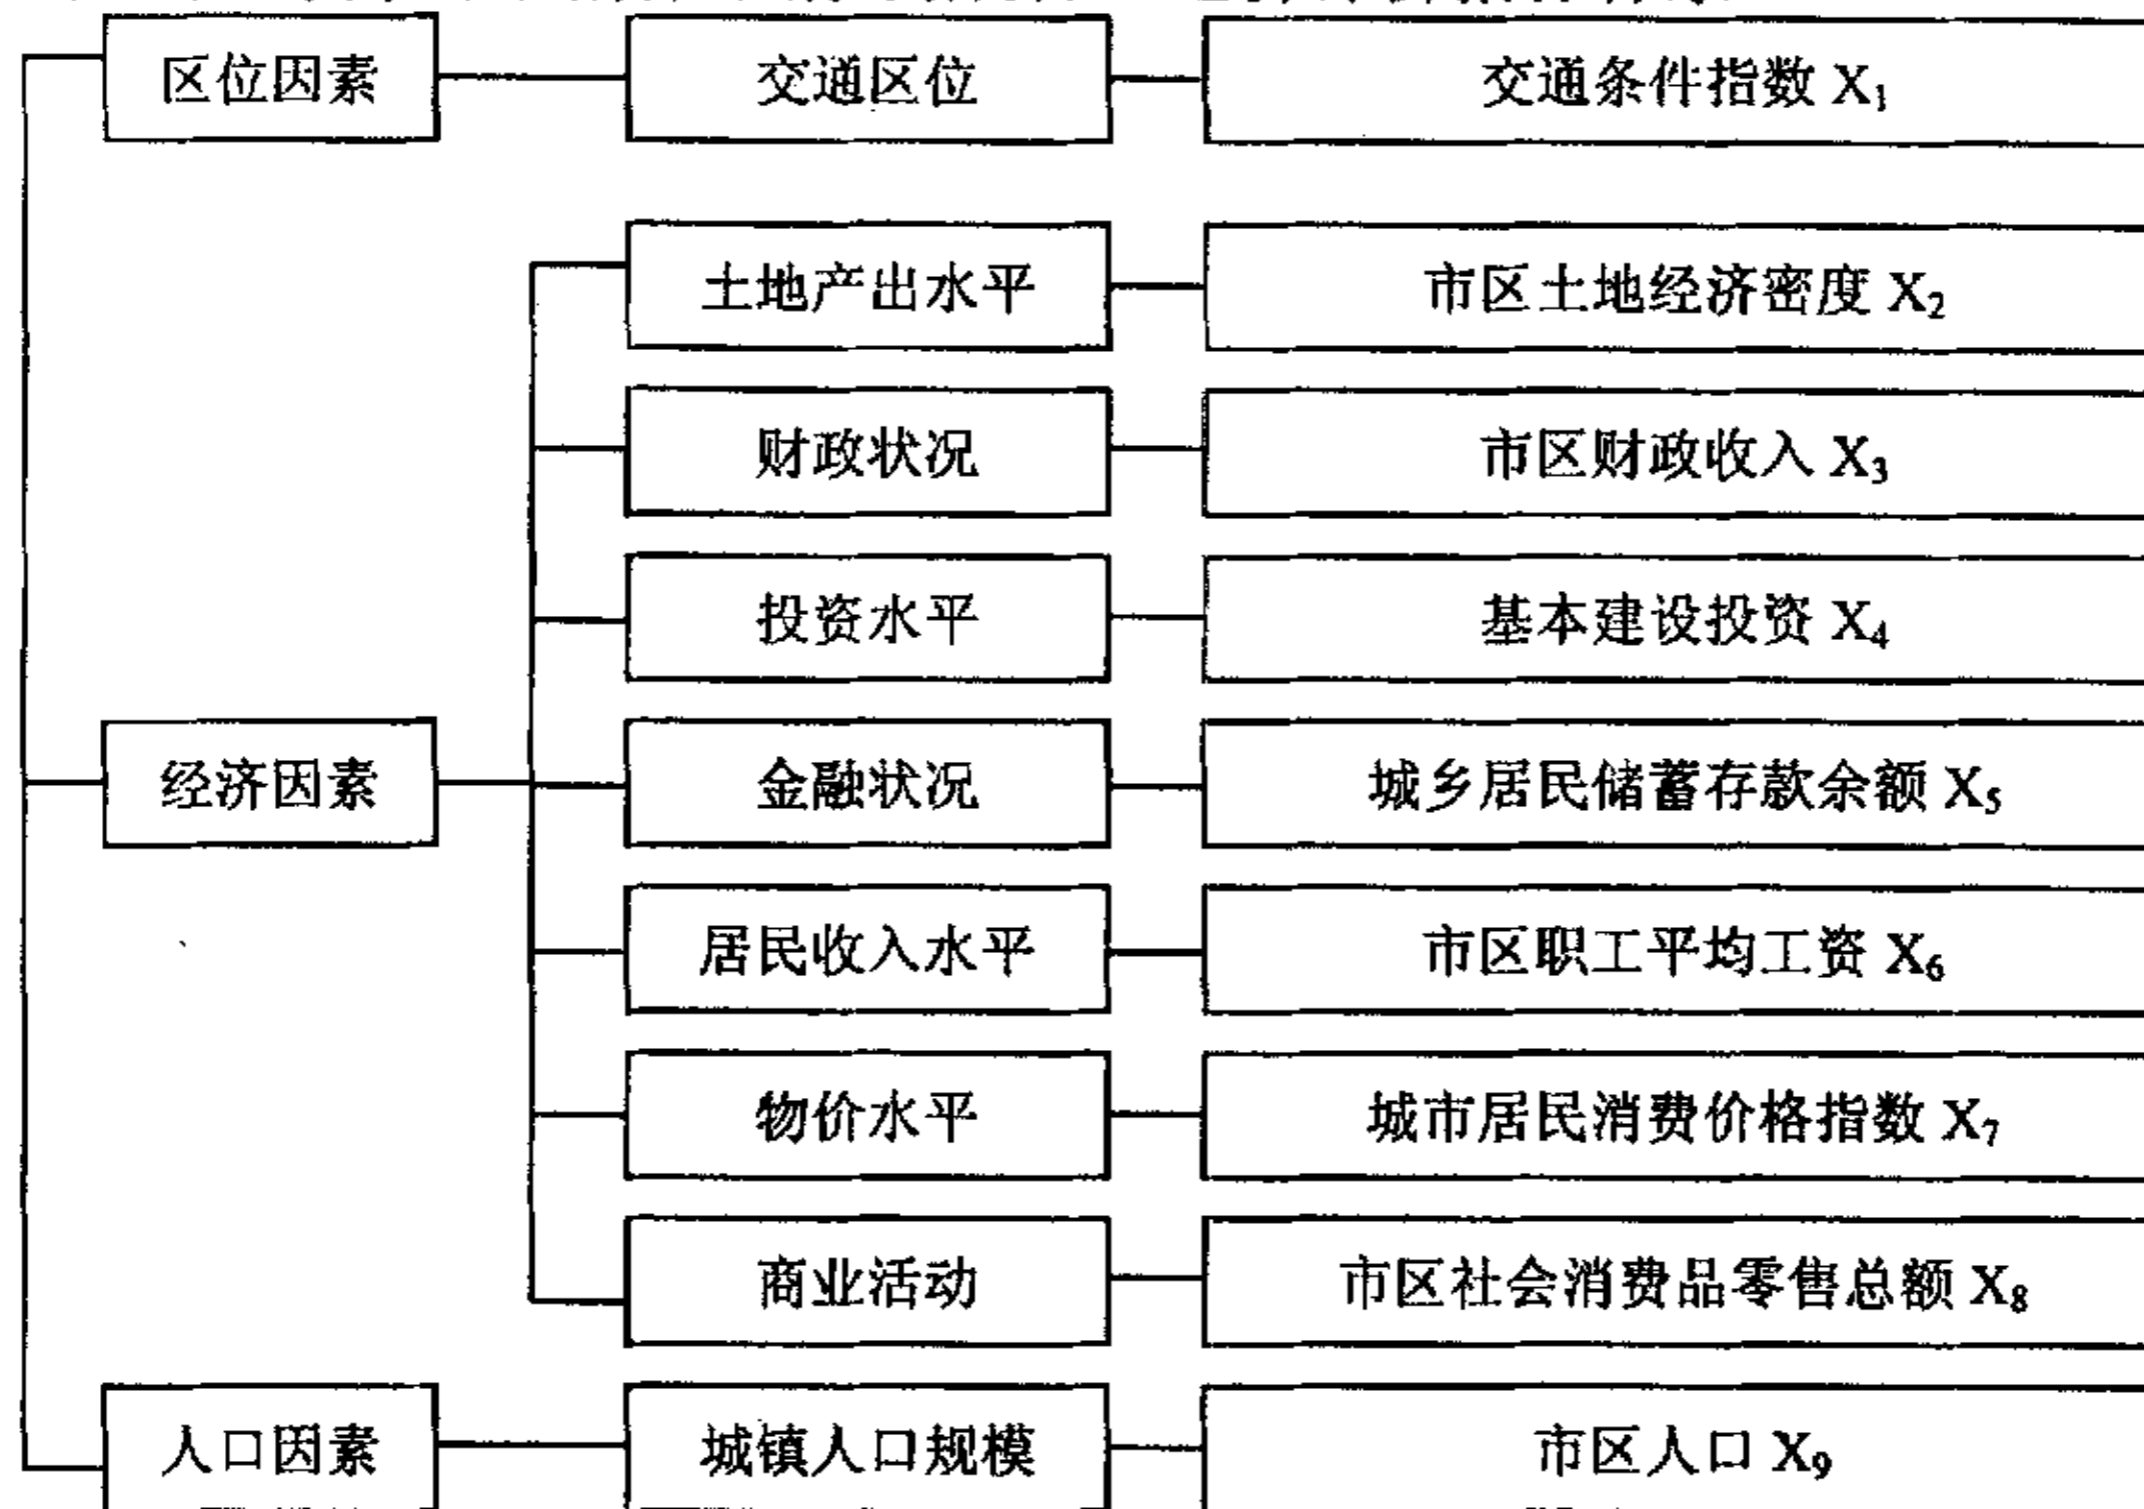 区位因素 交通区位 交通条件指数 X₁
土地产出水平 市区土地经济密度 X₂
财政状况 市区财政收入 X₃
投资水平 基本建设投资 X₄
经济因素 金融状况 城乡居民储蓄存款余额 X₅
居民收入水平 市区职工平均工资 X₆
物价水平 城市居民消费价格指数 X₇
商业活动 市区社会消费品零售总额 X₈
人口因素 城镇人口规模 市区人口 X₉